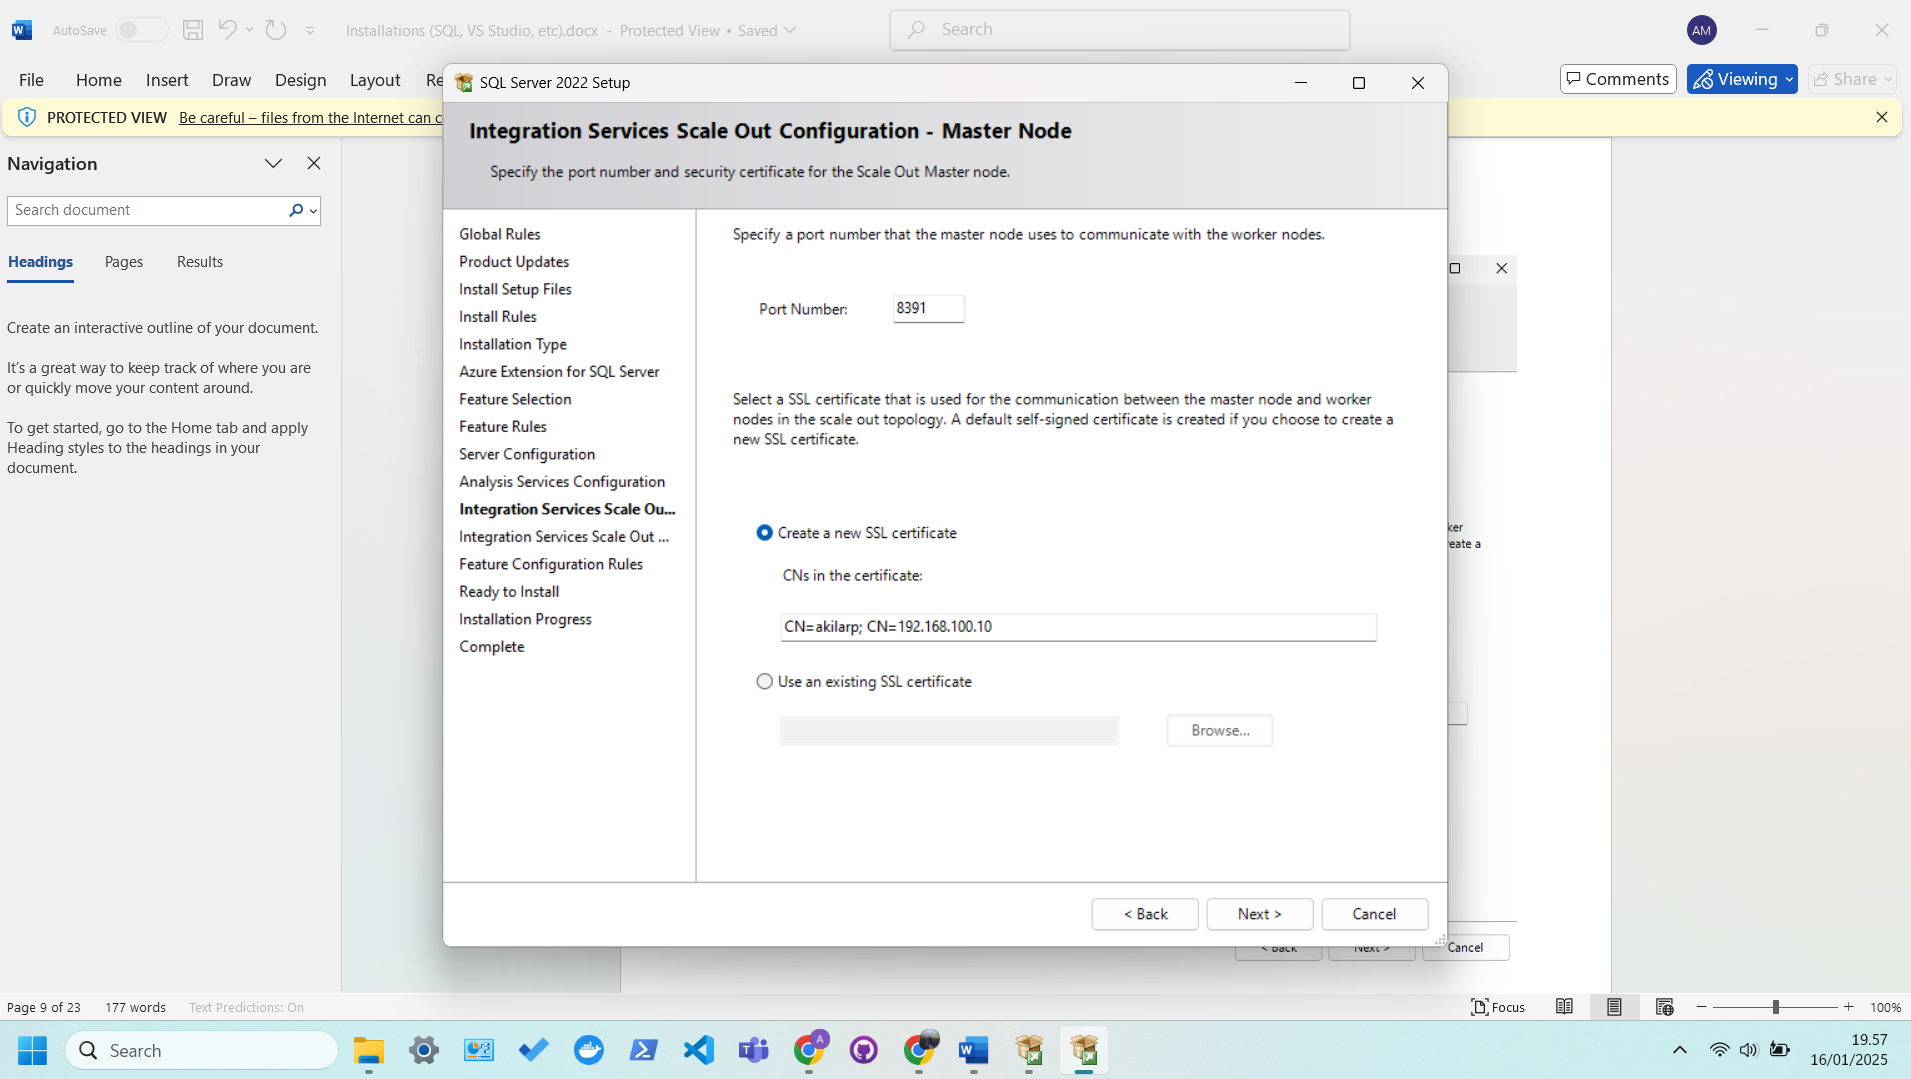 AutoSave
Installations (SQL, VS Studio, etc).docx - Protected View • Saved
Search
AM
File Home Insert Draw Design Layout Re
Comments
Viewing
Share
PROTECTED VIEW Be careful – files from the Internet can c
SQL Server 2022 Setup
Integration Services Scale Out Configuration - Master Node
Specify the port number and security certificate for the Scale Out Master node.
Navigation
Search document
Headings Pages Results
Create an interactive outline of your document.
It's a great way to keep track of where you are
or quickly move your content around.
To get started, go to the Home tab and apply
Heading styles to the headings in your
document.
Global Rules
Product Updates
Install Setup Files
Install Rules
Installation Type
Azure Extension for SQL Server
Feature Selection
Feature Rules
Server Configuration
Analysis Services Configuration
Integration Services Scale Ou...
Integration Services Scale Out ...
Feature Configuration Rules
Ready to Install
Installation Progress
Complete
Specify a port number that the master node uses to communicate with the worker nodes.
Port Number: 8391
Select a SSL certificate that is used for the communication between the master node and worker
nodes in the scale out topology. A default self-signed certificate is created if you choose to create a
new SSL certificate.
Create a new SSL certificate
CNs in the certificate:
CN=akilarp; CN=192.168.100.10
Use an existing SSL certificate
Browse...
< Back Next > Cancel
ker
eate a
< Back Next > Cancel
Page 9 of 23 177 words Text Predictions: On
Focus
100%
Search
A
19.57
16/01/2025